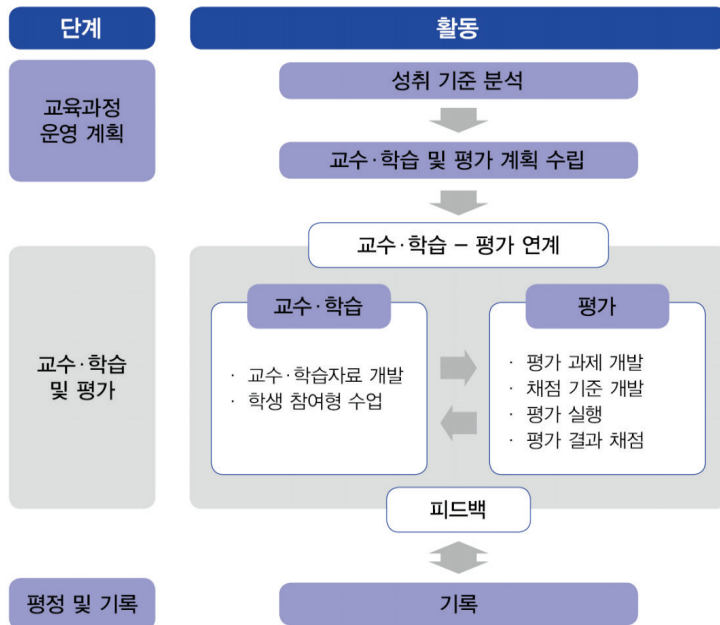 단계
활동
교육과정
운영 계획
성취 기준 분석
교수·학습 및 평가 계획 수립
교수·학습 – 평가 연계
교수·학습
및 평가
교수·학습
· 교수·학습자료 개발
· 학생 참여형 수업
평가
· 평가 과제 개발
· 채점 기준 개발
· 평가 실행
· 평가 결과 채점
피드백
평정 및 기록
기록